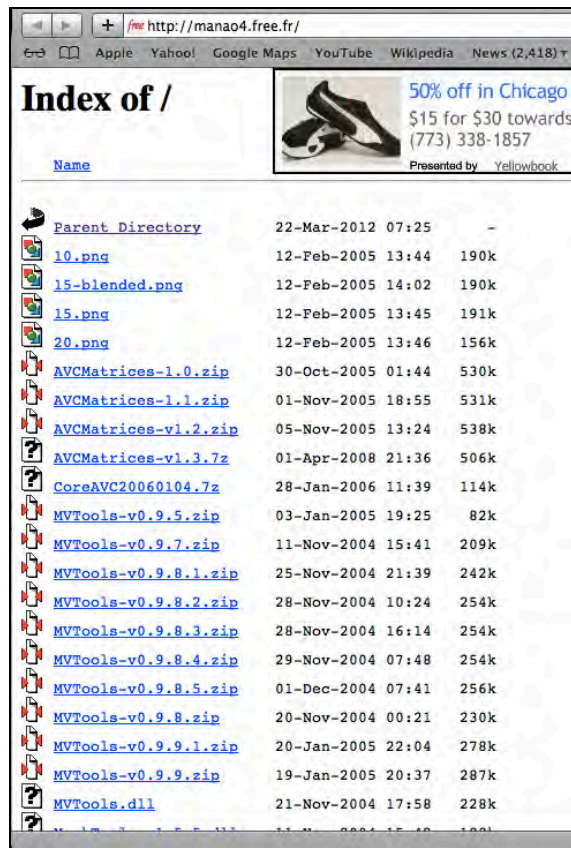 free http://manao4.free.fr/
Apple Yahoo! Google Maps YouTube Wikipedia News (2,418)
Index of /
50% off in Chicago
$15 for $30 towards
(773) 338-1857
Presented by Yellowbook
Name
Parent Directory 22-Mar-2012 07:25 -
10.png 12-Feb-2005 13:44 190k
15-blended.png 12-Feb-2005 14:02 190k
15.png 12-Feb-2005 13:45 191k
20.png 12-Feb-2005 13:46 156k
AVCMatrices-1.0.zip 30-Oct-2005 01:44 530k
AVCMatrices-1.1.zip 01-Nov-2005 18:55 531k
AVCMatrices-v1.2.zip 05-Nov-2005 13:24 538k
AVCMatrices-v1.3.7z 01-Apr-2008 21:36 506k
CoreAVC20060104.7z 28-Jan-2006 11:39 114k
MVTools-v0.9.5.zip 03-Jan-2005 19:25 82k
MVTools-v0.9.7.zip 11-Nov-2004 15:41 209k
MVTools-v0.9.8.1.zip 25-Nov-2004 21:39 242k
MVTools-v0.9.8.2.zip 28-Nov-2004 10:24 254k
MVTools-v0.9.8.3.zip 28-Nov-2004 16:14 254k
MVTools-v0.9.8.4.zip 29-Nov-2004 07:48 254k
MVTools-v0.9.8.5.zip 01-Dec-2004 07:41 256k
MVTools-v0.9.8.zip 20-Nov-2004 00:21 230k
MVTools-v0.9.9.1.zip 20-Jan-2005 22:04 278k
MVTools-v0.9.9.zip 19-Jan-2005 20:37 287k
MVTools.dll 21-Nov-2004 17:58 228k